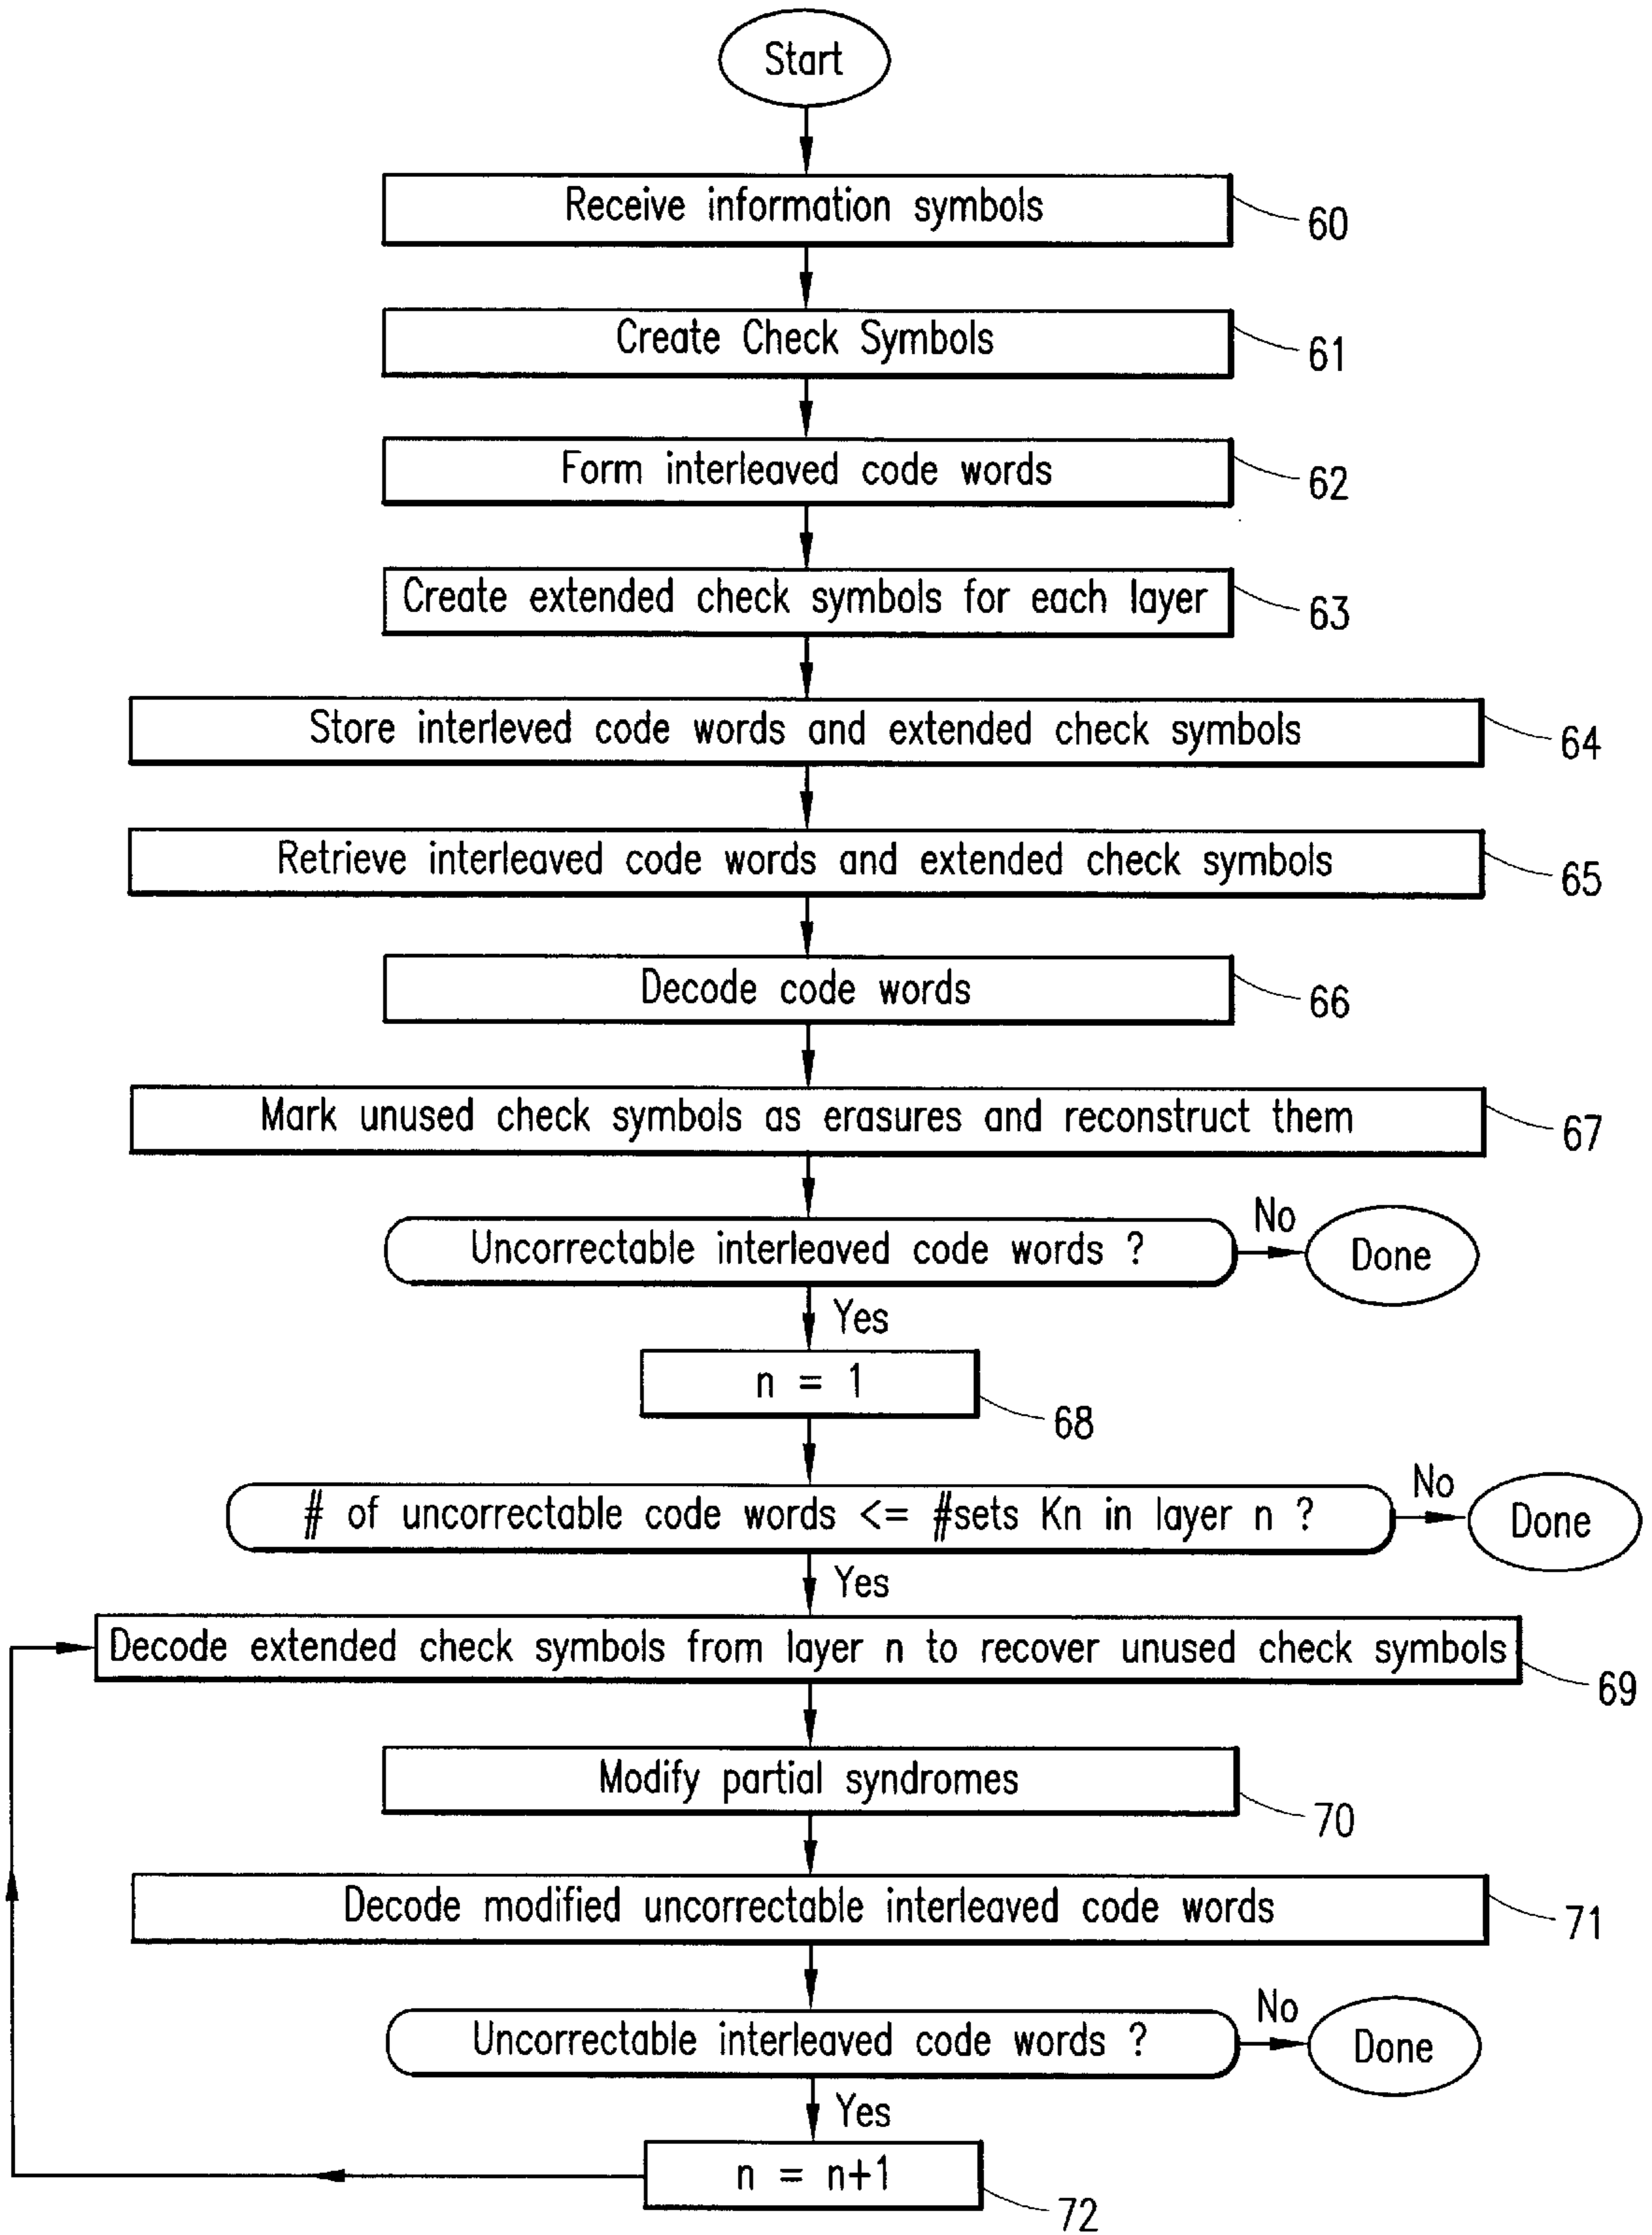 Start
Receive information symbols
60
Create Check Symbols
61
Form interleaved code words
62
Create extended check symbols for each layer
63
Store interleved code words and extended check symbols
64
Retrieve interleaved code words and extended check symbols
65
Decode code words
66
Mark unused check symbols as erasures and reconstruct them
67
Uncorrectable interleaved code words ?
No
Done
Yes
n = 1
68
# of uncorrectable code words <= #sets Kn in layer n ?
No
Done
Yes
Decode extended check symbols from layer n to recover unused check symbols
69
Modify partial syndromes
70
Decode modified uncorrectable interleaved code words
71
Uncorrectable interleaved code words ?
No
Done
Yes
n = n+1
72